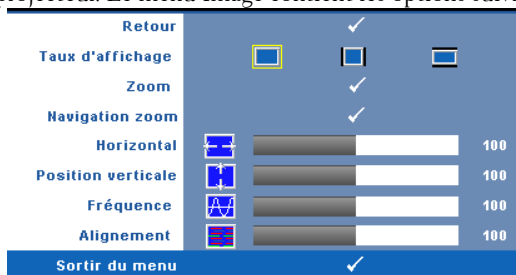 Retour
Taux d'affichage
Zoom
Navigation zoom
Horizontal 100
Position verticale 100
Fréquence 100
Alignement 100
Sortir du menu